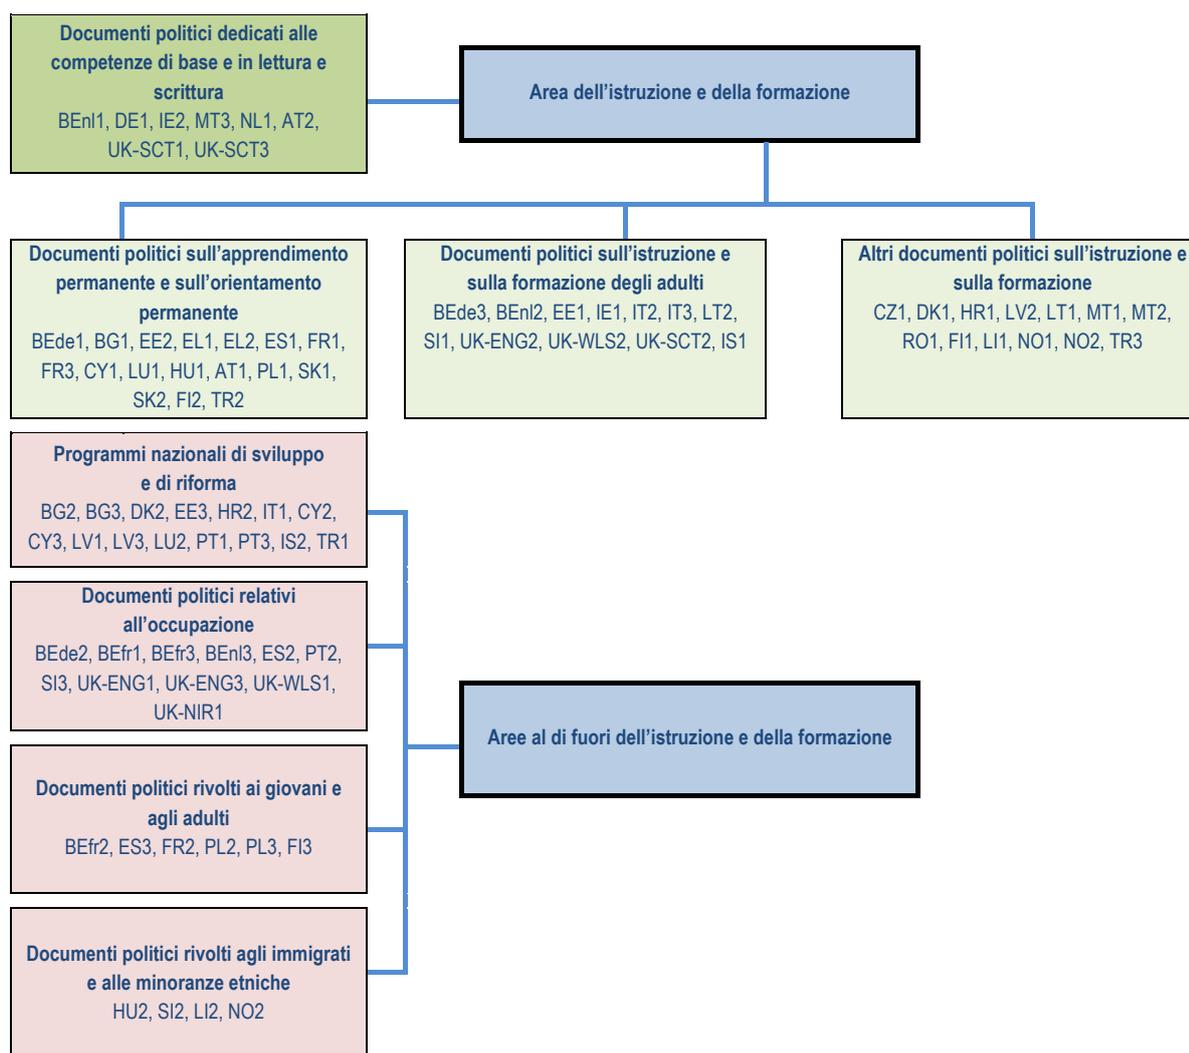 Documenti politici dedicati alle
competenze di base e in lettura e
scrittura
BEnl1, DE1, IE2, MT3, NL1, AT2,
UK-SCT1, UK-SCT3
Area dell’istruzione e della formazione
Documenti politici sull’apprendimento
permanente e sull’orientamento
permanente
BEde1, BG1, EE2, EL1, EL2, ES1, FR1,
FR3, CY1, LU1, HU1, AT1, PL1, SK1,
SK2, FI2, TR2
Documenti politici sull’istruzione e
sulla formazione degli adulti
BEde3, BEnl2, EE1, IE1, IT2, IT3, LT2,
SI1, UK-ENG2, UK-WLS2, UK-SCT2, IS1
Altri documenti politici sull’istruzione e
sulla formazione
CZ1, DK1, HR1, LV2, LT1, MT1, MT2,
RO1, FI1, LI1, NO1, NO2, TR3
Programmi nazionali di sviluppo
e di riforma
BG2, BG3, DK2, EE3, HR2, IT1, CY2,
CY3, LV1, LV3, LU2, PT1, PT3, IS2, TR1
Documenti politici relativi
all’occupazione
BEde2, BEfr1, BEfr3, BEnl3, ES2, PT2,
SI3, UK-ENG1, UK-ENG3, UK-WLS1,
UK-NIR1
Aree al di fuori dell’istruzione e della formazione
Documenti politici rivolti ai giovani e
agli adulti
BEfr2, ES3, FR2, PL2, PL3, FI3
Documenti politici rivolti agli immigrati
e alle minoranze etniche
HU2, SI2, LI2, NO2